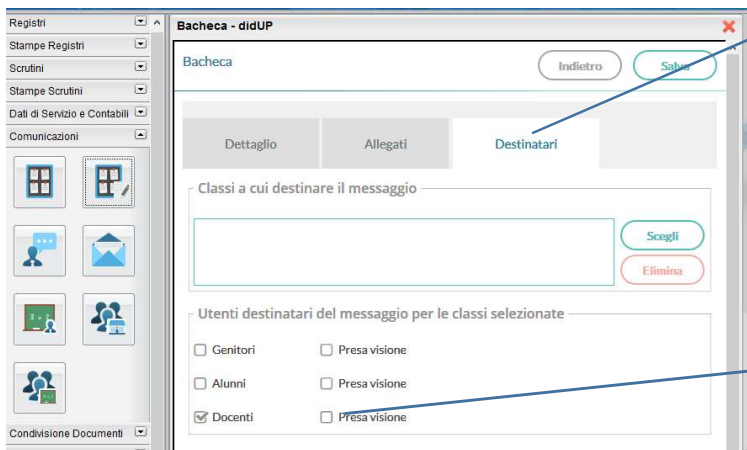 Registri
Stampe Registri
Scrutini
Stampe Scrutini
Dati di Servizio e Contabili
Comunicazioni
Condivisione Documenti
Bacheca - didUP
Bacheca
Indietro
Salva
Dettaglio Allegati Destinatari
Classi a cui destinare il messaggio
Scegli
Elimina
Utenti destinatari del messaggio per le classi selezionate
Genitori Presa visione
Alunni Presa visione
Docenti Presa visione